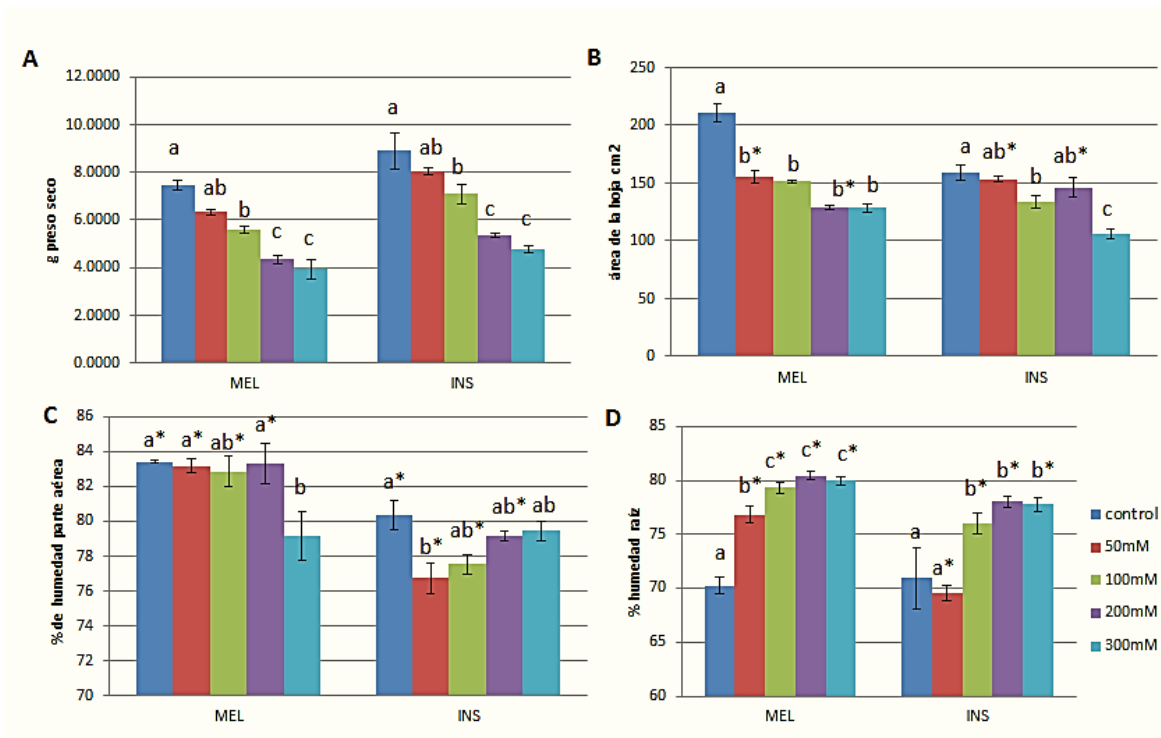 A
g preso seco
12.0000
10.0000
8.0000
6.0000
4.0000
2.0000
0.0000
a ab b c c
a ab b c c
MEL INS
B
área de la hoja cm2
250
200
150
100
50
0
a b* b b* b
a ab* b ab* c
MEL INS
C
% de humedad parte aérea
86
84
82
80
78
76
74
72
70
a* a* ab* a* b
a* b* ab* ab* ab
MEL INS
D
% humedad raíz
85
80
75
70
65
60
a b* c* c* c*
a a* b* b* b*
MEL INS
control
50mM
100mM
200mM
300mM